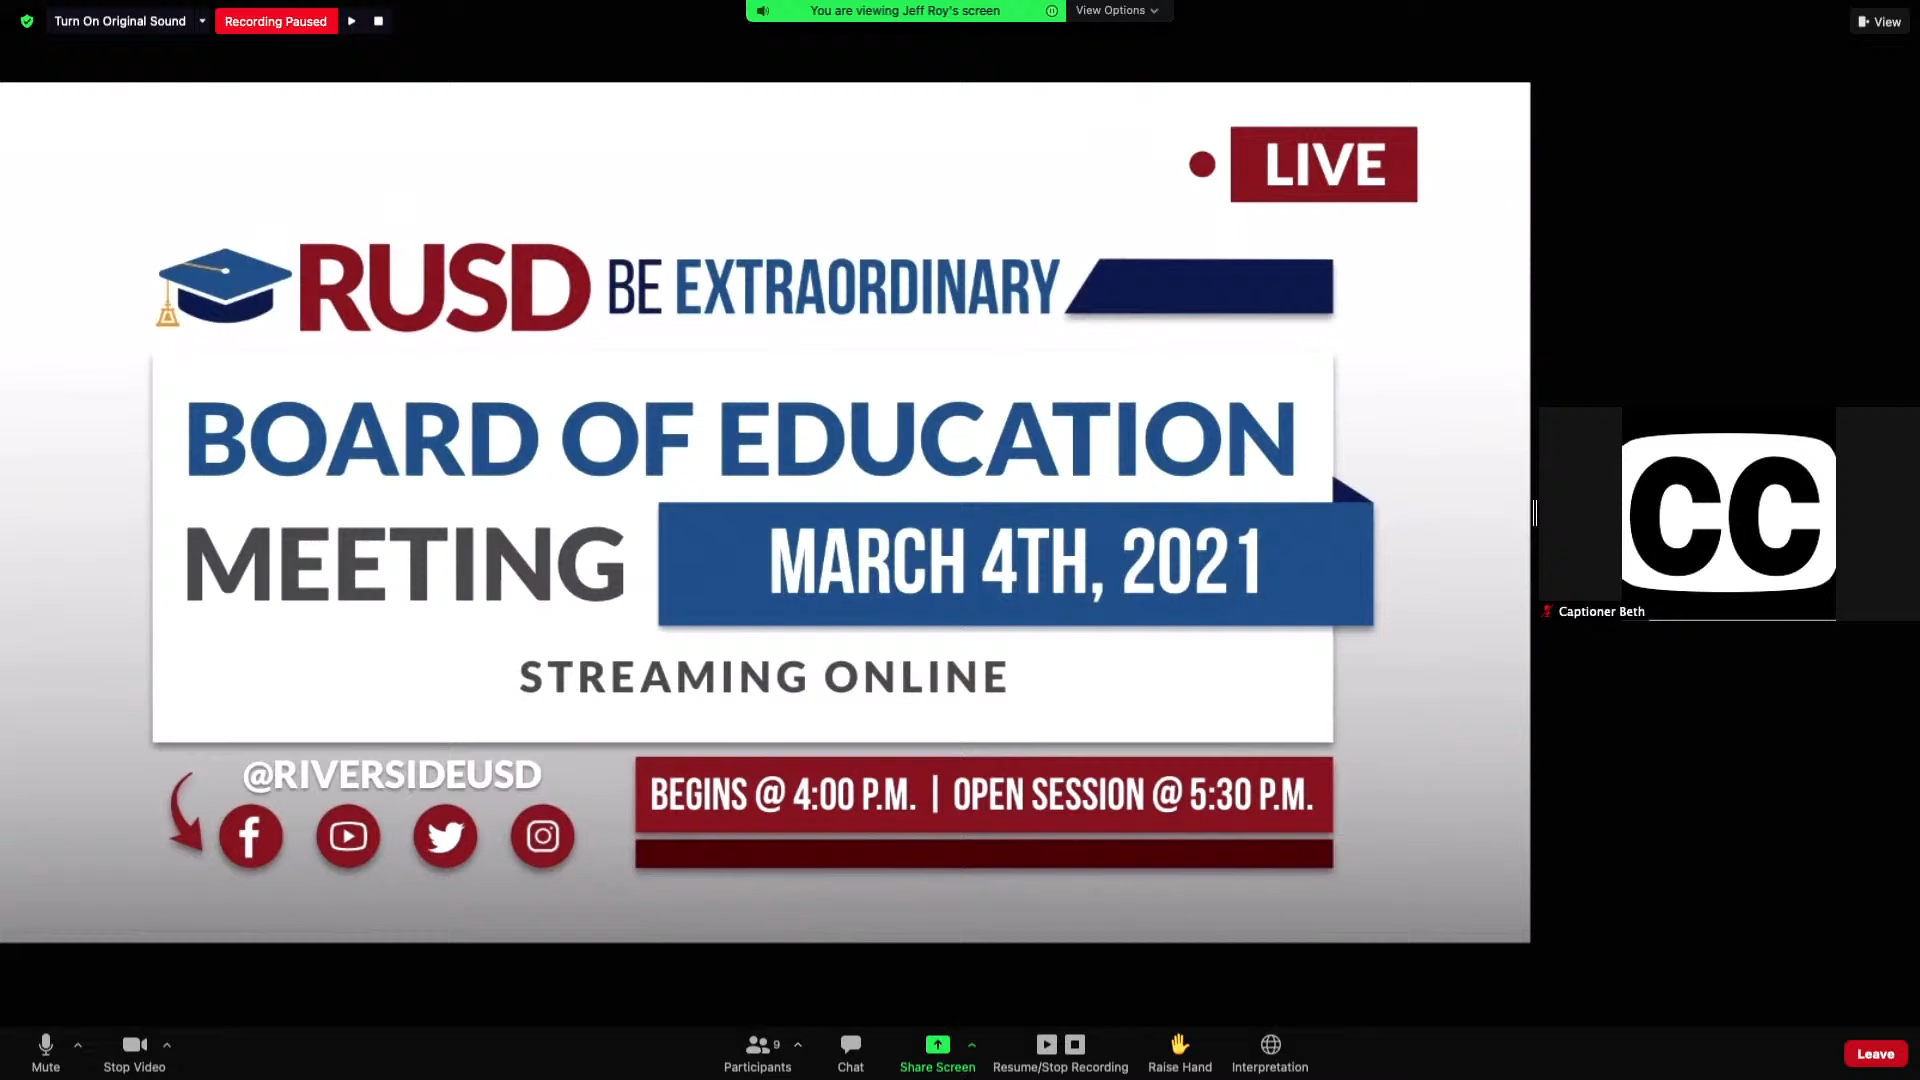 Turn On Original Sound
Recording Paused
You are viewing Jeff Roy's screen
View Options
View
LIVE
RUSD BE EXTRAORDINARY
BOARD OF EDUCATION
MEETING
MARCH 4TH, 2021
STREAMING ONLINE
@RIVERSIDEUSD
BEGINS @ 4:00 P.M. | OPEN SESSION @ 5:30 P.M.
CC
Captioner Beth
Mute
Stop Video
9
Participants
Chat
Share Screen
Resume/Stop Recording
Raise Hand
Interpretation
Leave